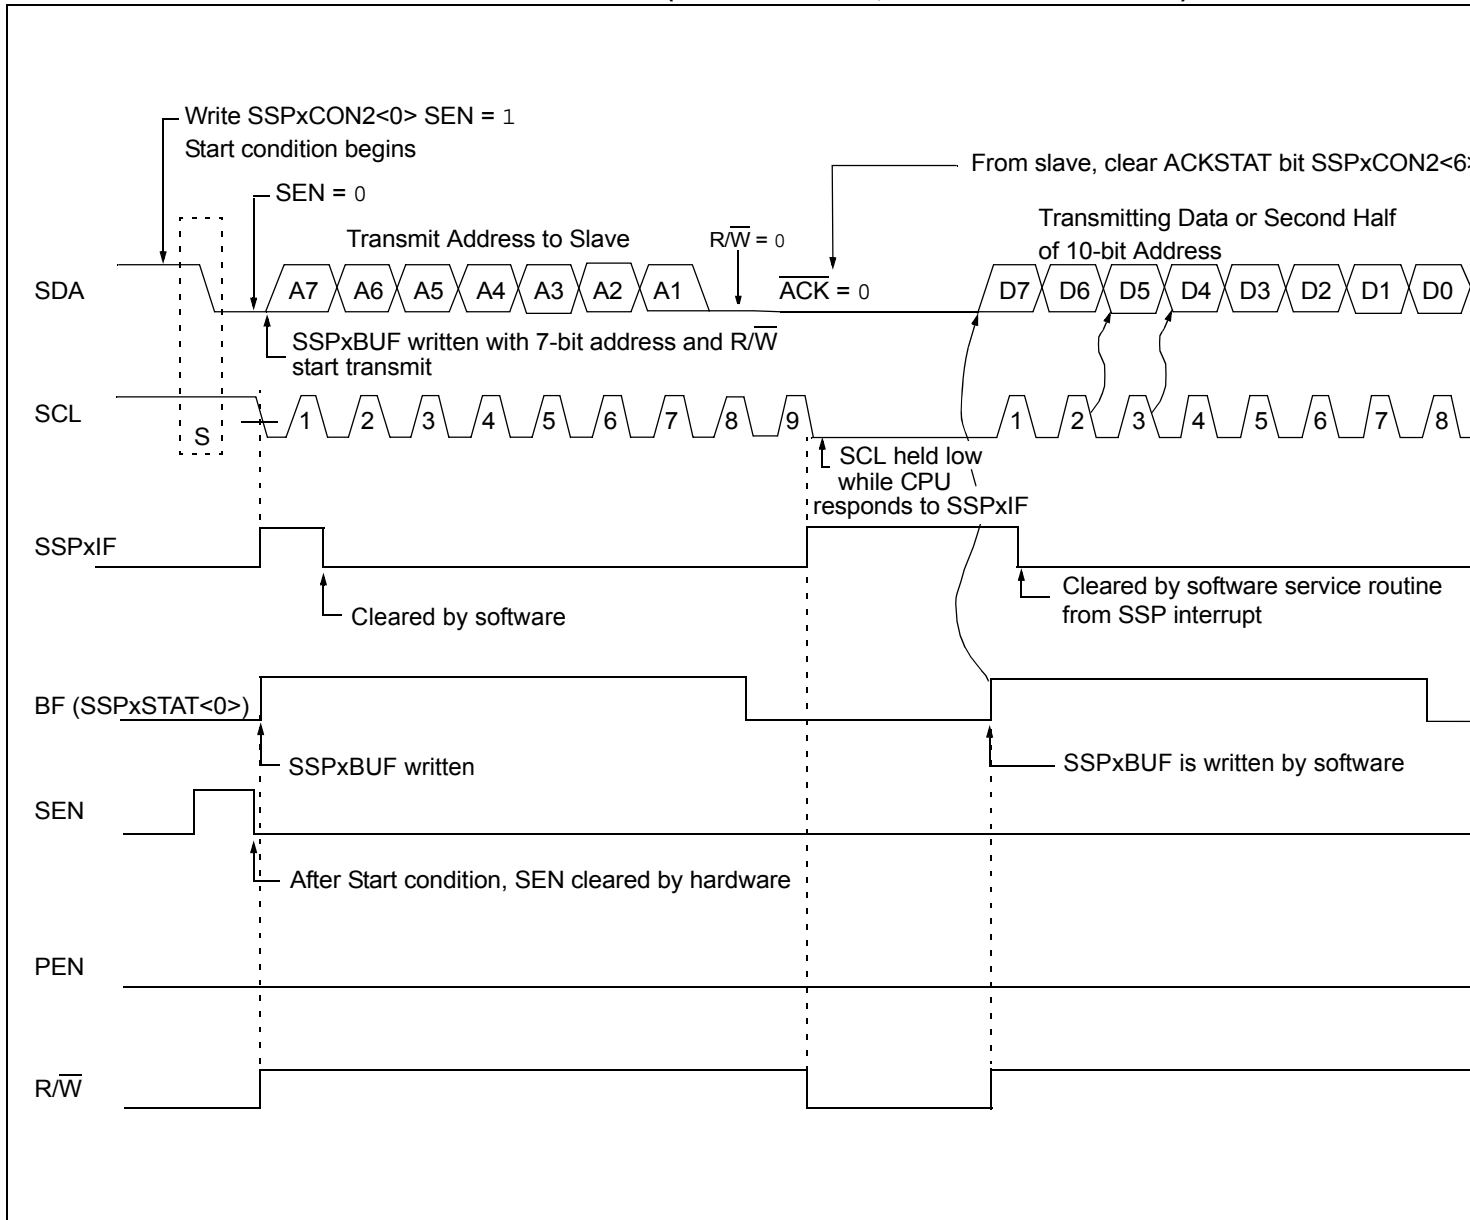 Write SSPxCON2<0> SEN = 1
Start condition begins
From slave, clear ACKSTAT bit SSPxCON2<6>
SEN = 0
Transmitting Data or Second Half
of 10-bit Address
Transmit Address to Slave
R/W̅ = 0
SDA
A7 A6 A5 A4 A3 A2 A1
A̅C̅K̅ = 0
D7 D6 D5 D4 D3 D2 D1 D0
SSPxBUF written with 7-bit address and R/W̅
start transmit
SCL
S
1 2 3 4 5 6 7 8 9
1 2 3 4 5 6 7 8
SCL held low
while CPU
responds to SSPxIF
SSPxIF
Cleared by software
Cleared by software service routine
from SSP interrupt
BF (SSPxSTAT<0>)
SSPxBUF written
SSPxBUF is written by software
SEN
After Start condition, SEN cleared by hardware
PEN
R/W̅